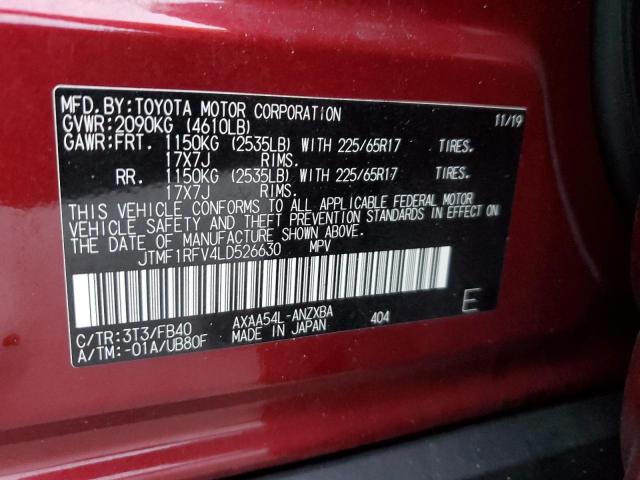 MFD. BY: TOYOTA MOTOR CORPORATION 11/19
GVWR: 2090KG (4610LB)
GAWR: FRT. 1150KG (2535LB) WITH 225/65R17 TIRES.
17X7J RIMS.
RR. 1150KG (2535LB) WITH 225/65R17 TIRES.
17X7J RIMS.
THIS VEHICLE CONFORMS TO ALL APPLICABLE FEDERAL MOTOR
VEHICLE SAFETY AND THEFT PREVENTION STANDARDS IN EFFECT ON
THE DATE OF MANUFACTURE SHOWN ABOVE.
JTMF1RFV4LD526630 MPV
C/TR: 3T3/FB40 AXAA54L-ANZXBA 404 E
A/TM: -01A/UB80F MADE IN JAPAN